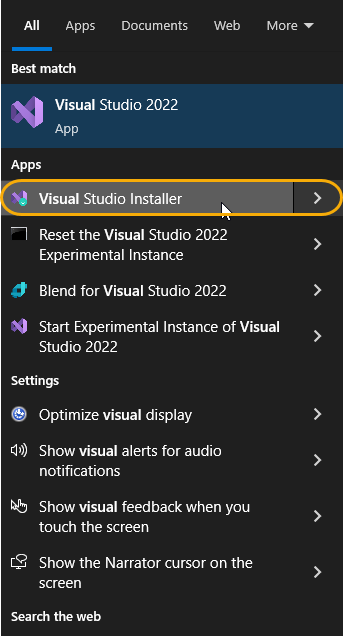 All Apps Documents Web More
Best match
Visual Studio 2022
App
Apps
Visual Studio Installer
Reset the Visual Studio 2022
Experimental Instance
Blend for Visual Studio 2022
Start Experimental Instance of Visual
Studio 2022
Settings
Optimize visual display
Show visual alerts for audio
notifications
Show visual feedback when you
touch the screen
Show the Narrator cursor on the
screen
Search the web